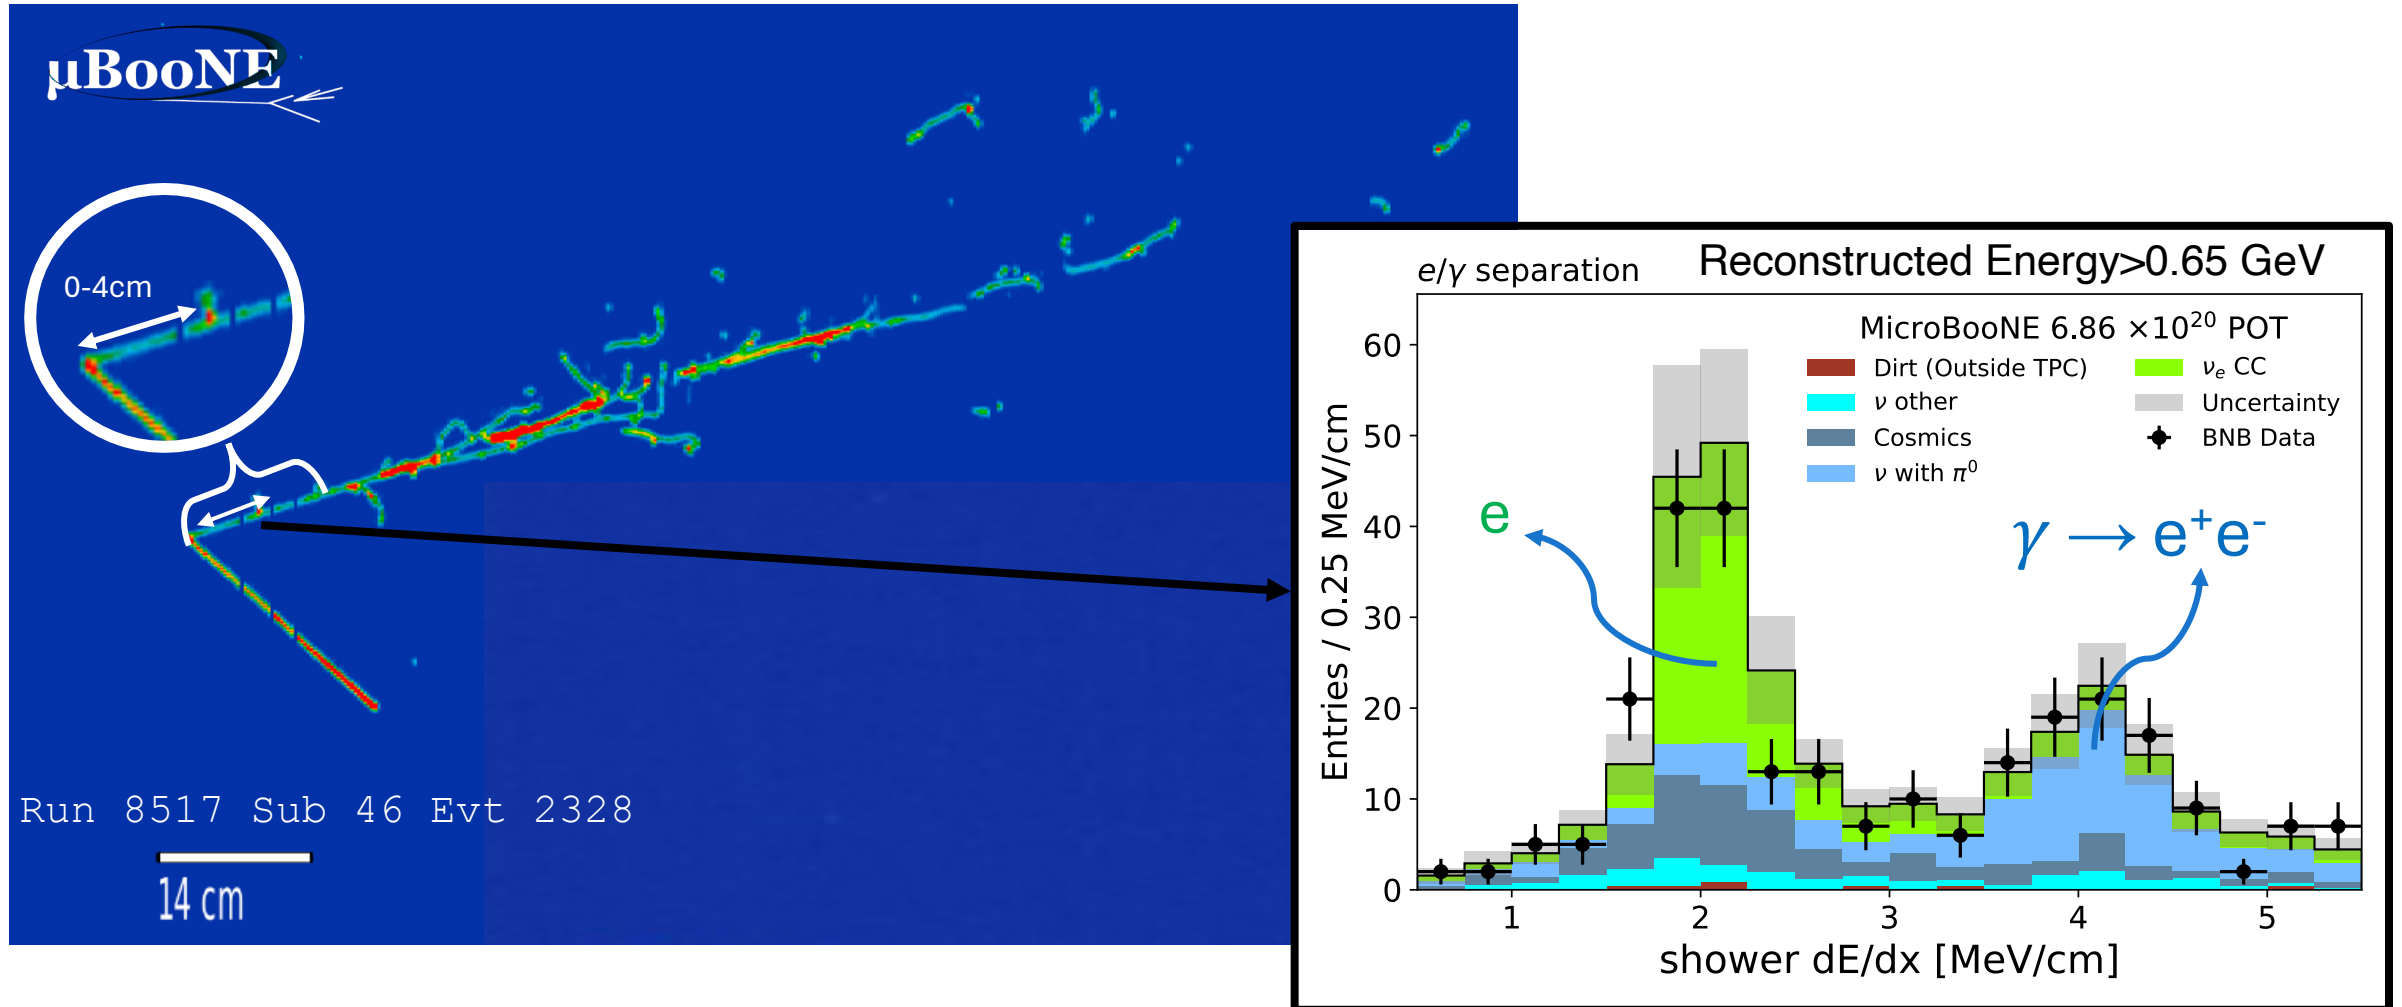 µBooNE
0-4cm
Run 8517 Sub 46 Evt 2328
14 cm
e/γ separation
Reconstructed Energy>0.65 GeV
MicroBooNE 6.86 ×10²⁰ POT
Dirt (Outside TPC)
ν other
Cosmics
ν with π⁰
νₑ CC
Uncertainty
BNB Data
e
γ → e⁺e⁻
Entries / 0.25 MeV/cm
60
50
40
30
20
10
0
1 2 3 4 5
shower dE/dx [MeV/cm]